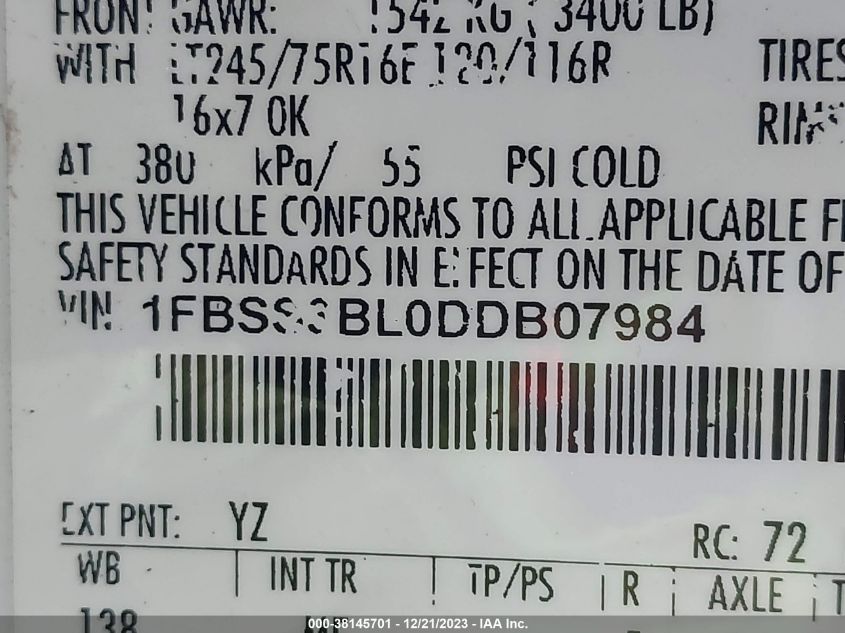 FRONT GAWR: 1542 KG ( 3400 LB)
WITH LT245/75R16E 120/116R TIRES
16x7 OK RIMS
AT 380 kPa/ 55 PSI COLD
THIS VEHICLE CONFORMS TO ALL APPLICABLE
SAFETY STANDARDS IN EFFECT ON THE DATE OF
VIN: 1FBSS3BL0DDB07984
EXT PNT: YZ RC: 72
WB INT TR TP/PS R AXLE
138
000-38145701 - 12/21/2023 - IAA Inc.